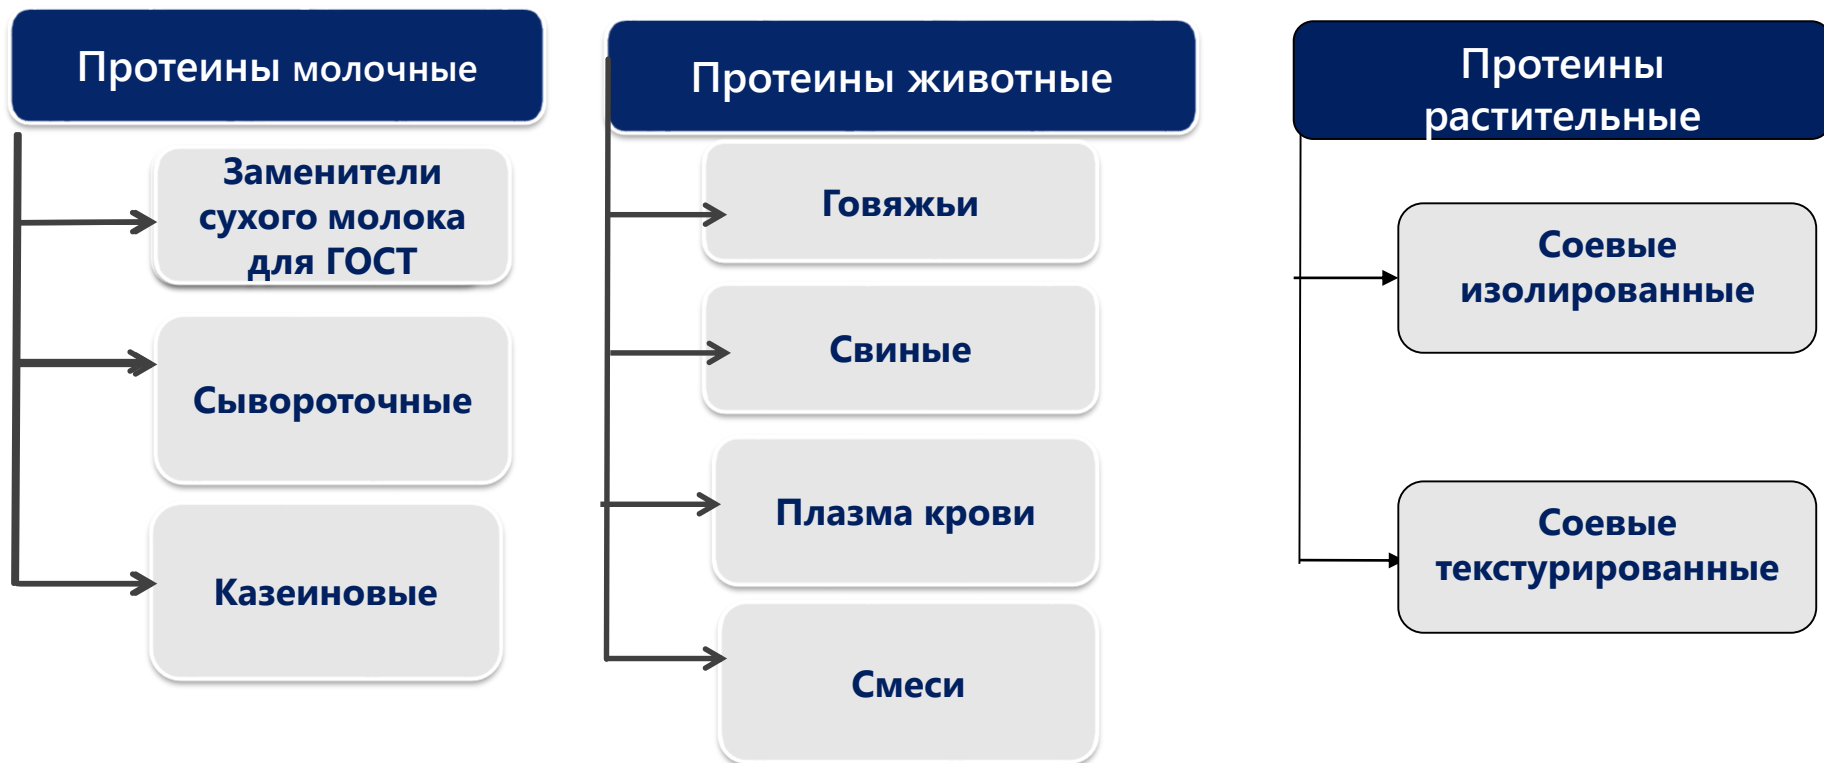 Протеины молочные
Заменители
сухого молока
для ГОСТ
Сывороточные
Казеиновые
Протеины животные
Говяжьи
Свиные
Плазма крови
Смеси
Протеины
растительные
Соевые
изолированные
Соевые
текстурированные